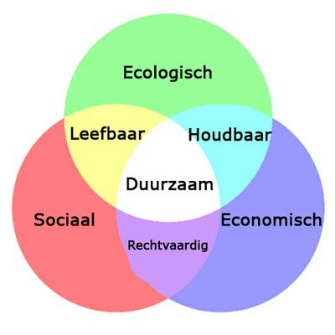 Ecologisch
Leefbaar
Houdbaar
Duurzaam
Sociaal
Economisch
Rechtvaardig